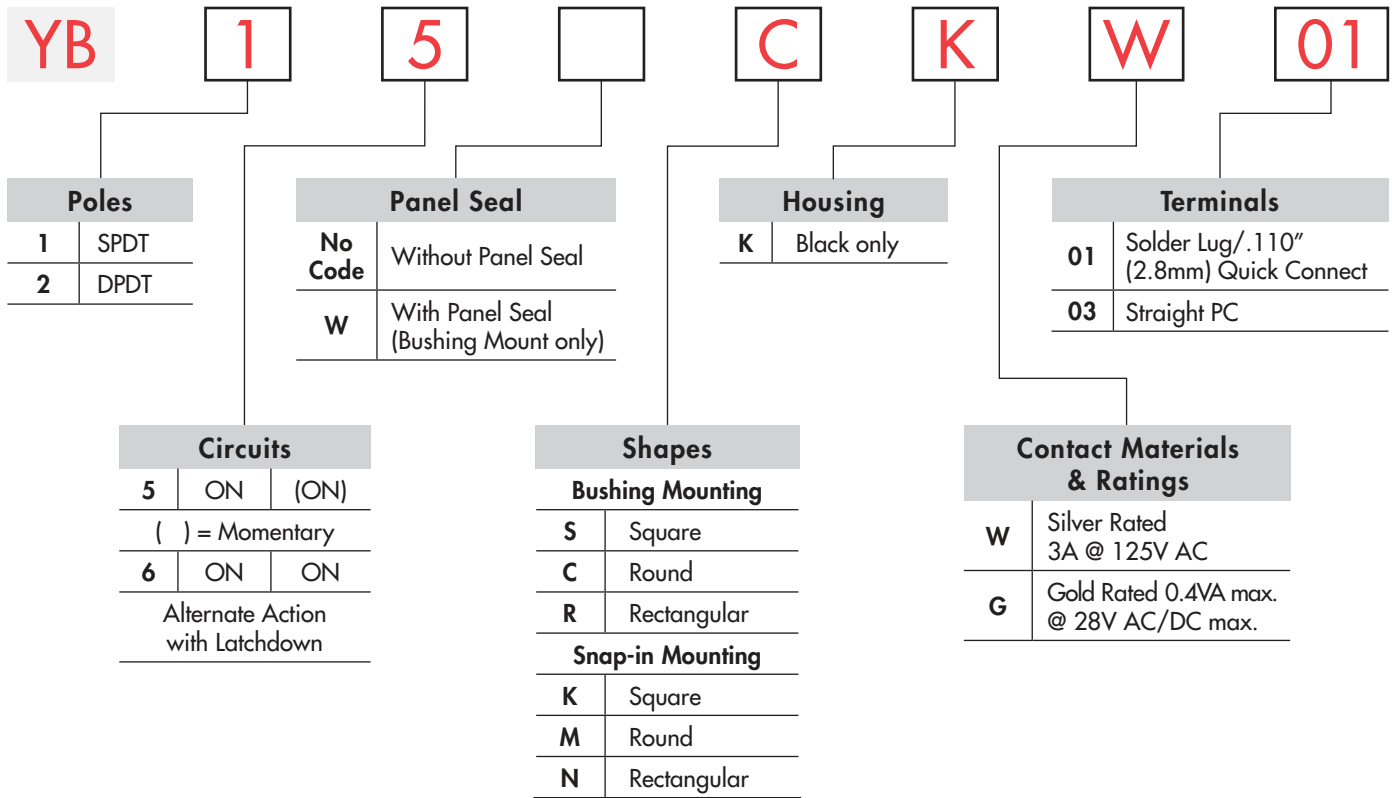 YB 1 5 C K W 01
Poles
1 SPDT
2 DPDT
Panel Seal
No Code Without Panel Seal
W With Panel Seal
(Bushing Mount only)
Housing
K Black only
Terminals
01 Solder Lug/.110”
(2.8mm) Quick Connect
03 Straight PC
Circuits
5 ON (ON)
( ) = Momentary
6 ON ON
Alternate Action
with Latchdown
Shapes
Bushing Mounting
S Square
C Round
R Rectangular
Snap-in Mounting
K Square
M Round
N Rectangular
Contact Materials
& Ratings
W Silver Rated
3A @ 125V AC
G Gold Rated 0.4VA max.
@ 28V AC/DC max.